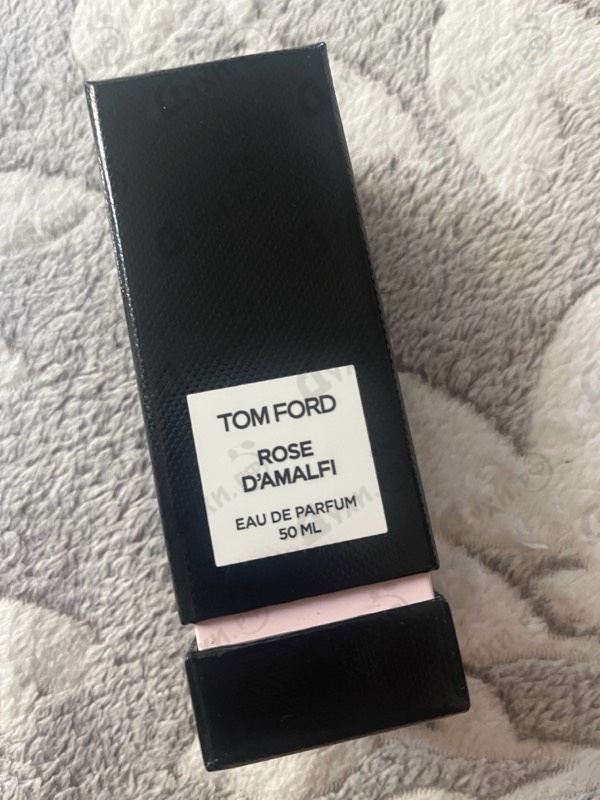 TOM FORD
ROSE
D'AMALFI
EAU DE PARFUM
50 ML